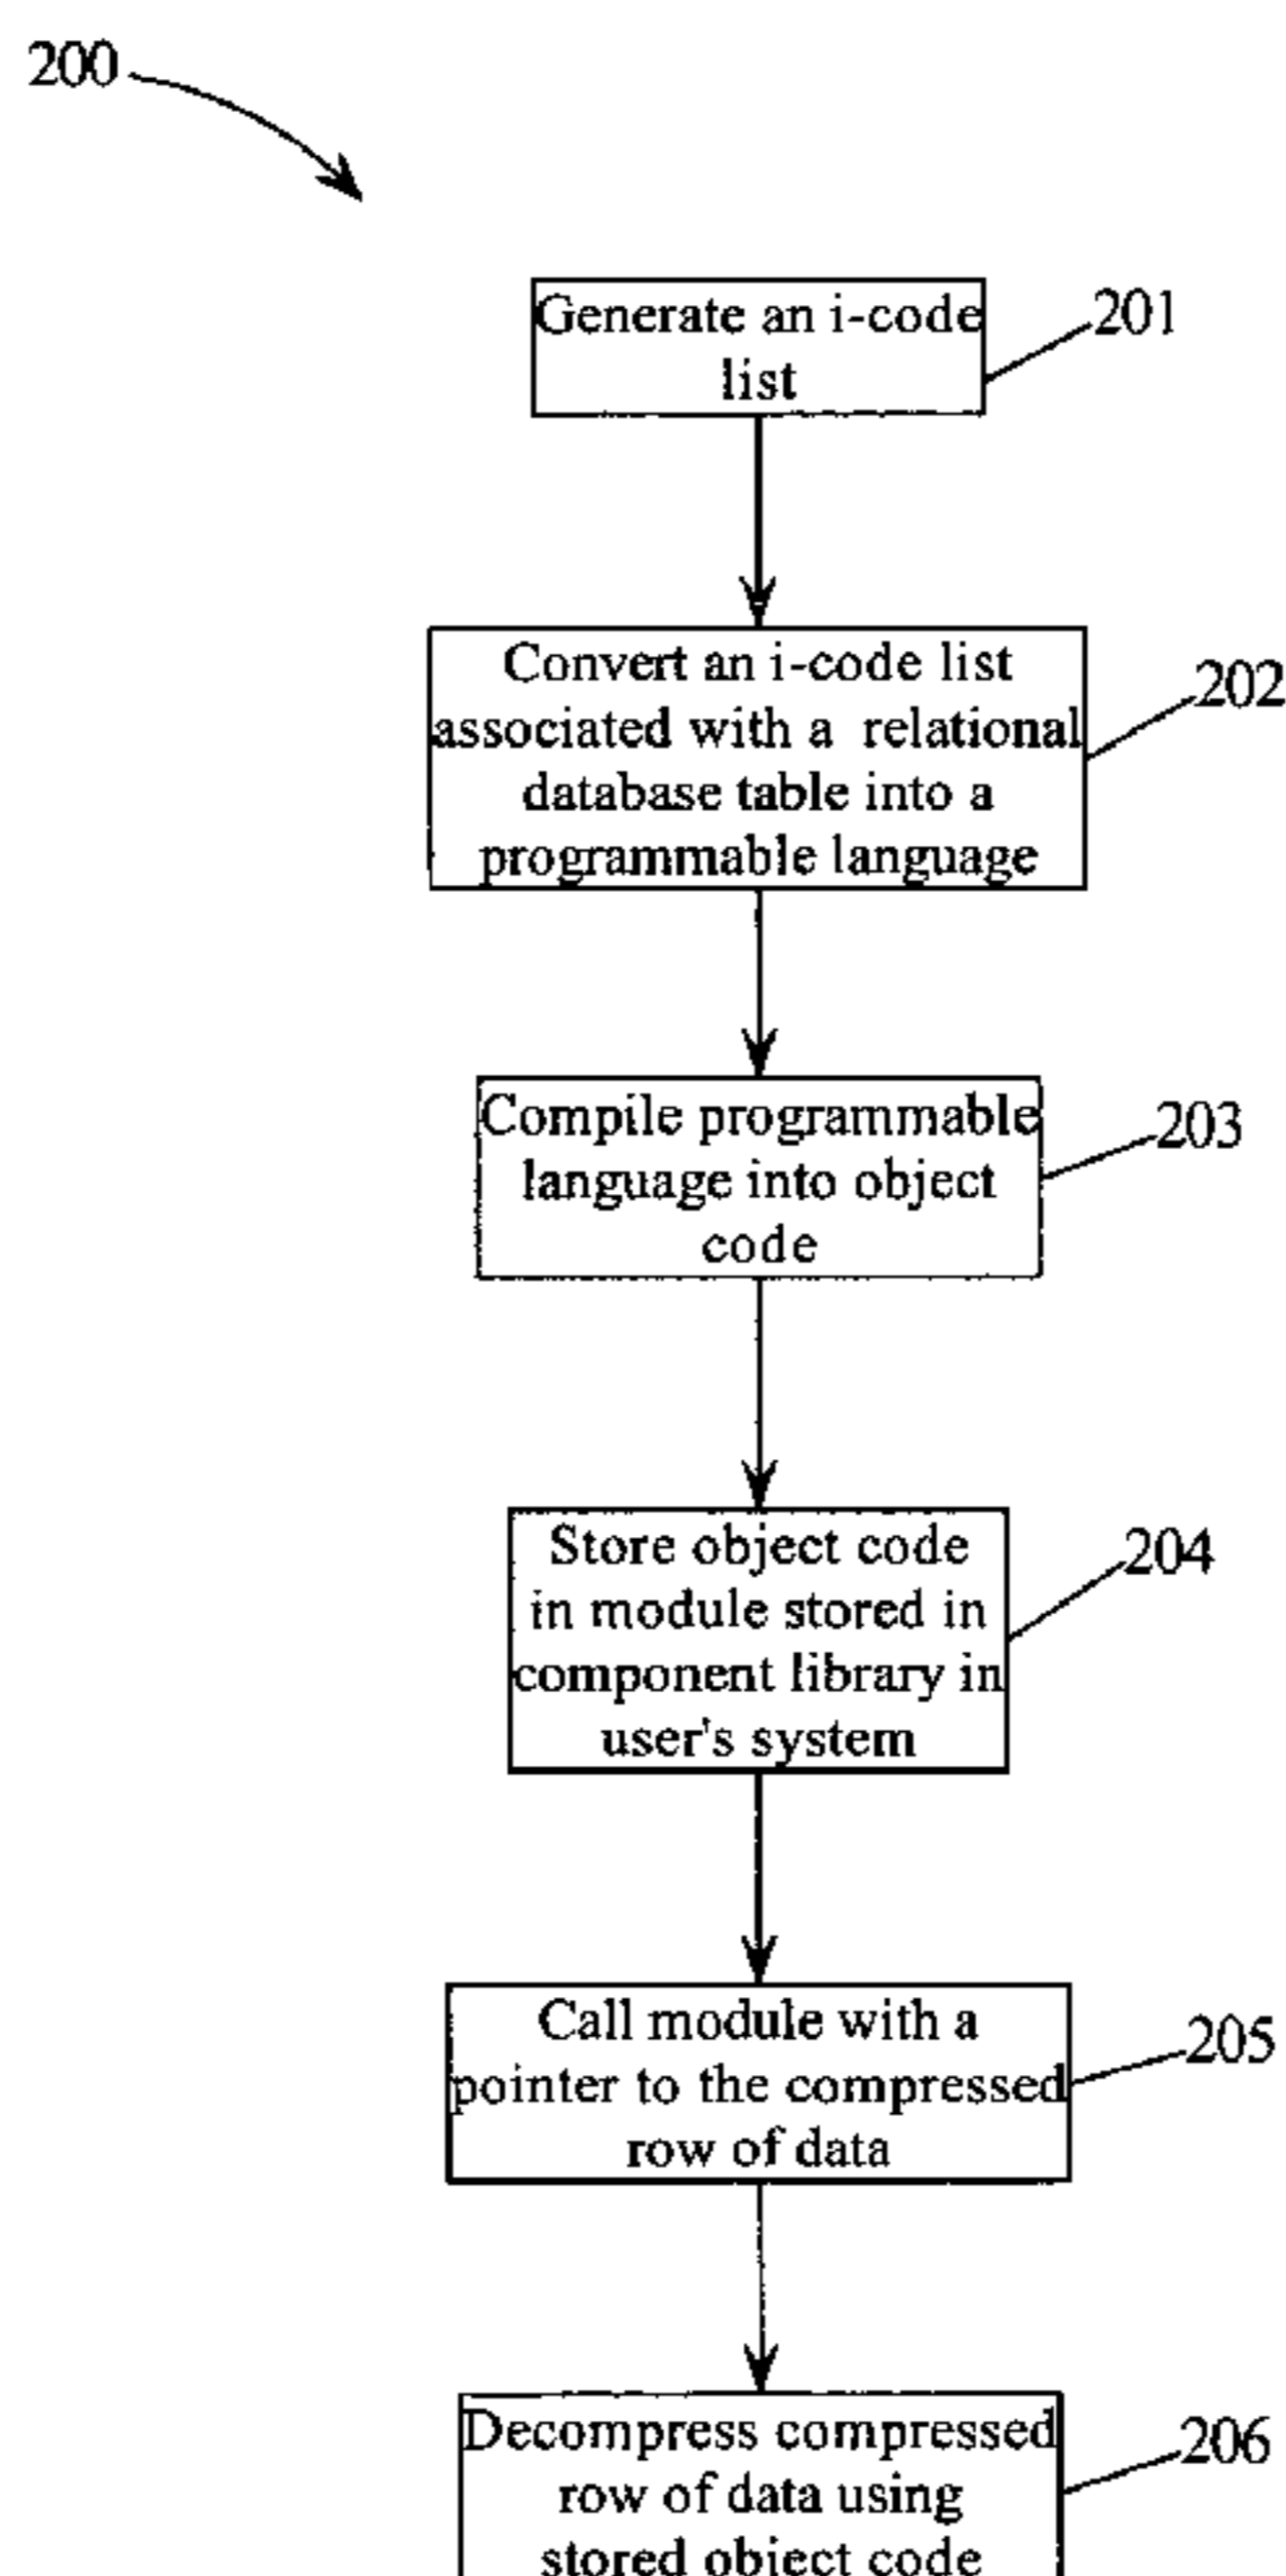 200
Generate an i-code
list
201
Convert an i-code list
associated with a relational
database table into a
programmable language
202
Compile programmable
language into object
code
203
Store object code
in module stored in
component library in
user's system
204
Call module with a
pointer to the compressed
row of data
205
Decompress compressed
row of data using
stored object code
206